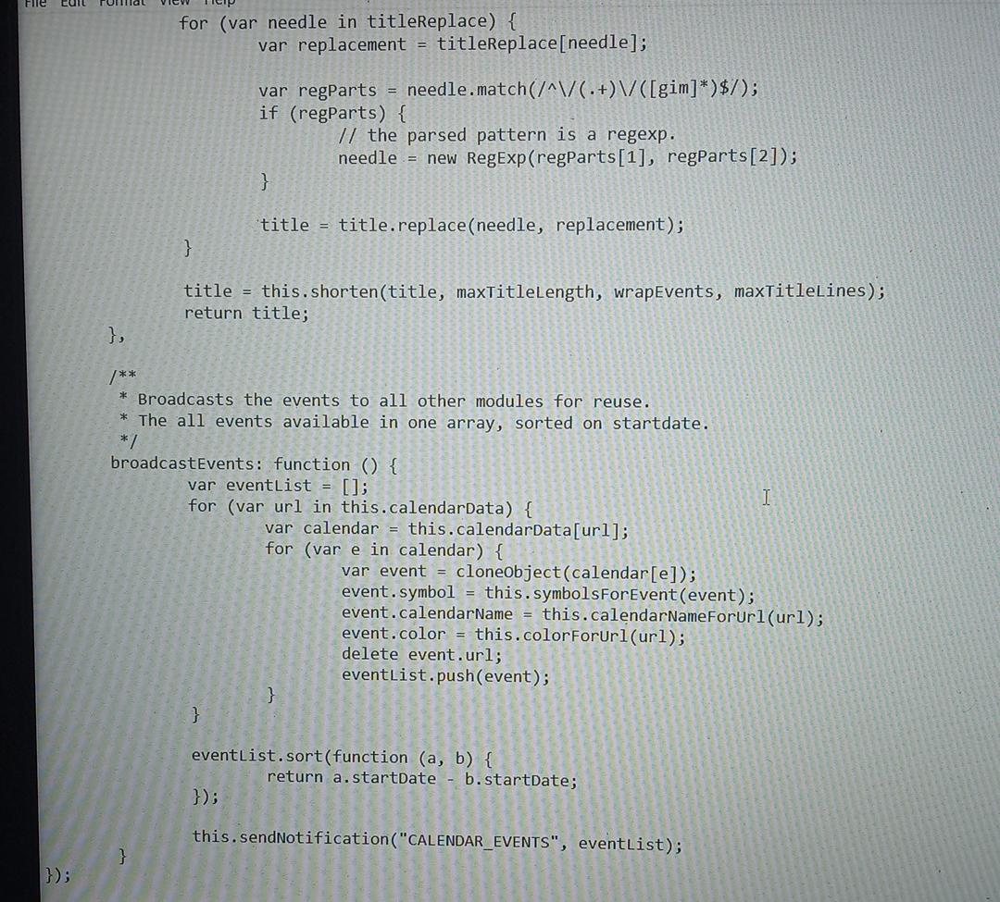 File Edit Format View Help
for (var needle in titleReplace) {
var replacement = titleReplace[needle];
var regParts = needle.match(/^\/(.+)\/([gim]*)$/);
if (regParts) {
// the parsed pattern is a regexp.
needle = new RegExp(regParts[1], regParts[2]);
}
title = title.replace(needle, replacement);
}
title = this.shorten(title, maxTitleLength, wrapEvents, maxTitleLines);
return title;
},
/**
* Broadcasts the events to all other modules for reuse.
* The all events available in one array, sorted on startdate.
*/
broadcastEvents: function () {
var eventList = [];
for (var url in this.calendarData) {
var calendar = this.calendarData[url];
for (var e in calendar) {
var event = cloneObject(calendar[e]);
event.symbol = this.symbolsForEvent(event);
event.calendarName = this.calendarNameForUrl(url);
event.color = this.colorForUrl(url);
delete event.url;
eventList.push(event);
}
}
eventList.sort(function (a, b) {
return a.startDate - b.startDate;
});
this.sendNotification("CALENDAR_EVENTS", eventList);
}
});